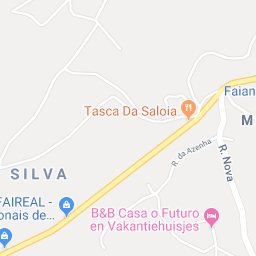 Faian
Tasca Da Saloia
M
R. da Azenha
R. Nova
SILVA
FAIREAL -
onais de...
B&B Casa o Futuro
en Vakantiehuisjes